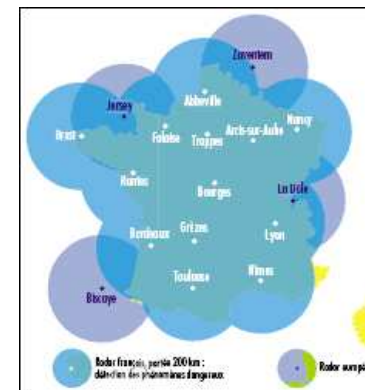 Zaventem
Abbeville
Jersey
Brest
Falaise
Trappes
Arcis-sur-Aube
Nancy
Nantes
Bourges
La Dôle
Bordeaux
Grèzes
Lyon
Toulouse
Nîmes
Biscaye
Radar français, portée 200 km :
détection des phénomènes dangereux
Radar europé